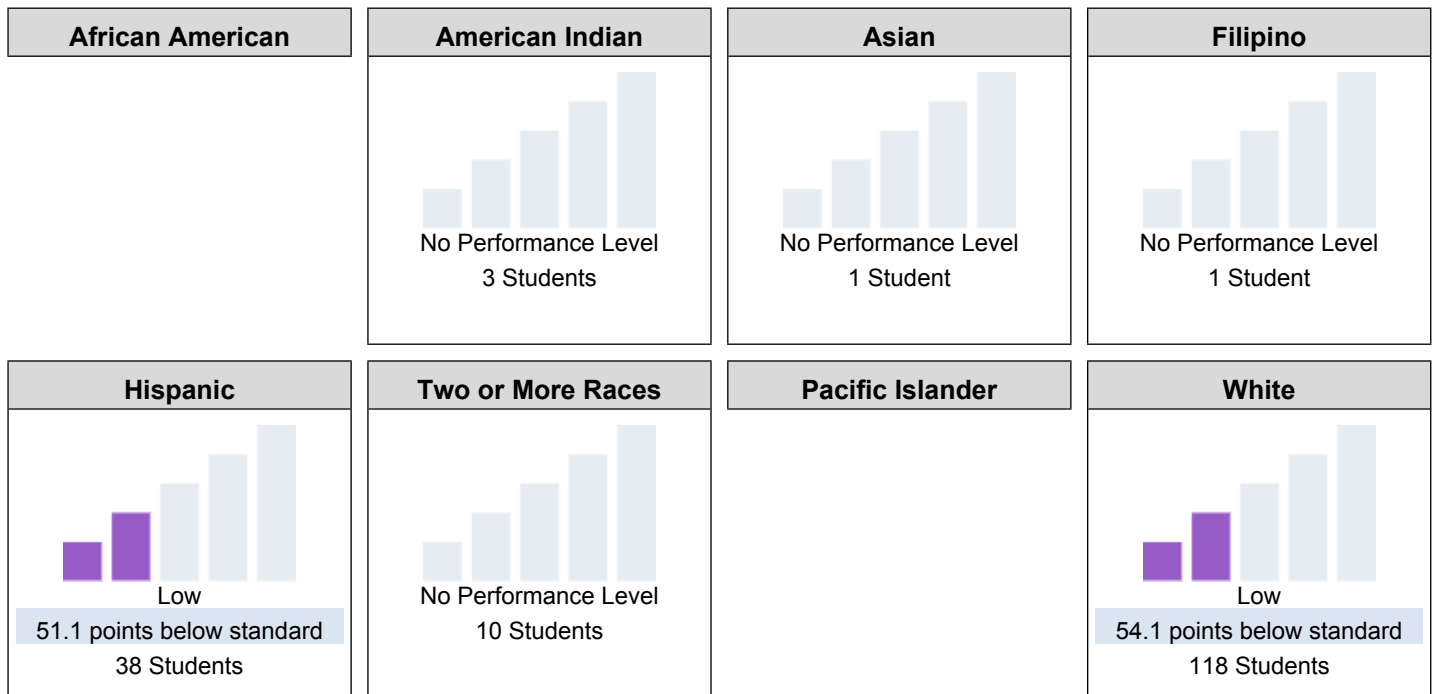 African American
American Indian
Asian
Filipino
No Performance Level
3 Students
No Performance Level
1 Student
No Performance Level
1 Student
Hispanic
Two or More Races
Pacific Islander
White
Low
51.1 points below standard
38 Students
No Performance Level
10 Students
Low
54.1 points below standard
118 Students